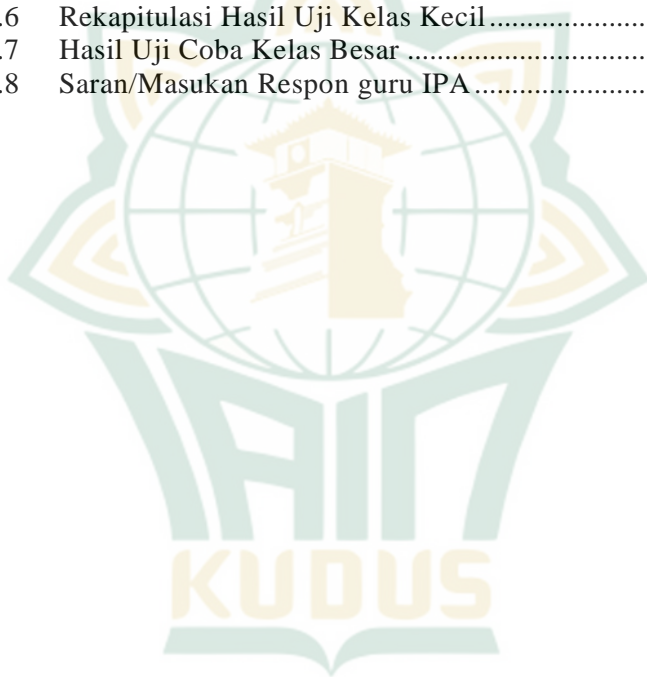 .6 Rekapitulasi Hasil Uji Kelas Kecil......................
.7 Hasil Uji Coba Kelas Besar ................................
.8 Saran/Masukan Respon guru IPA.......................
IAIN
KUDUS